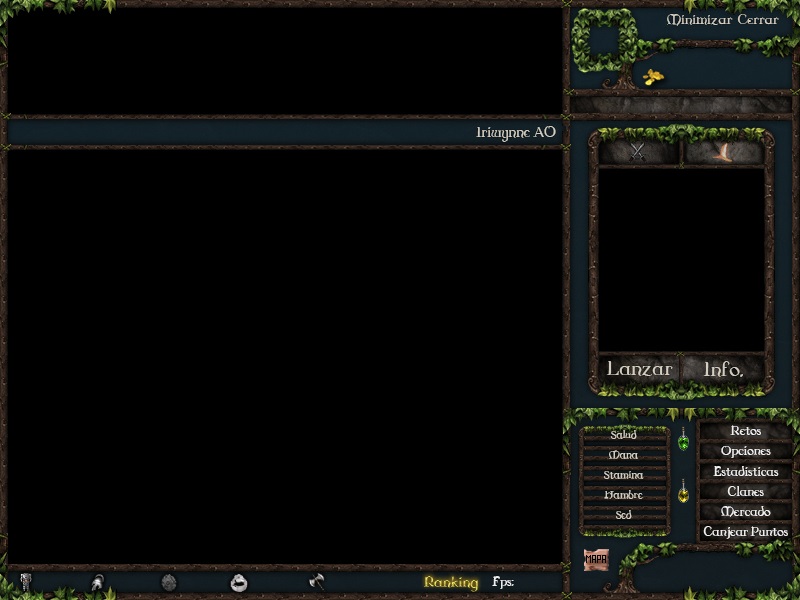 Minimizar Cerrar
Iriwynne AO
Lanzar Info.
Salud
Mana
Stamina
Hambre
Sed
Retos
Opciones
Estadísticas
Clanes
Mercado
Canjear Puntos
MAPA
Ranking Fps: